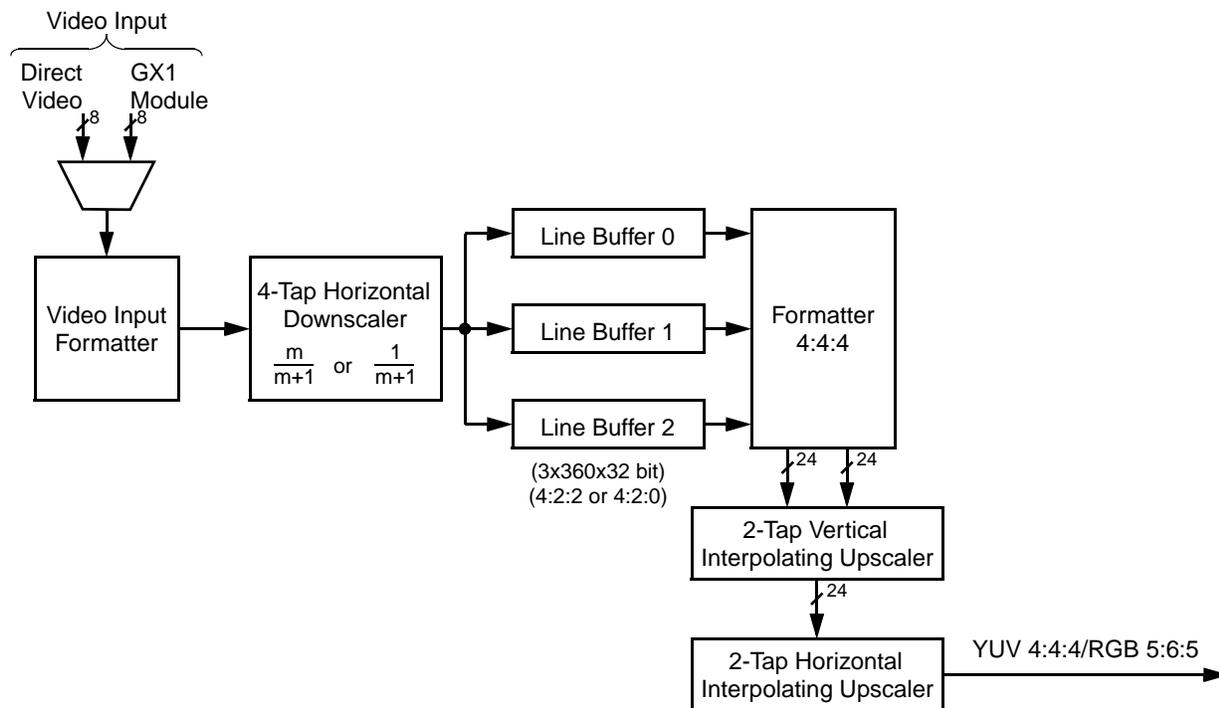 Video Input
Direct
Video
GX1
Module
8
8
Video Input
Formatter
4-Tap Horizontal
Downscaler
m
m+1
or
1
m+1
Line Buffer 0
Line Buffer 1
Line Buffer 2
(3x360x32 bit)
(4:2:2 or 4:2:0)
Formatter
4:4:4
24
24
2-Tap Vertical
Interpolating Upscaler
24
2-Tap Horizontal
Interpolating Upscaler
YUV 4:4:4/RGB 5:6:5